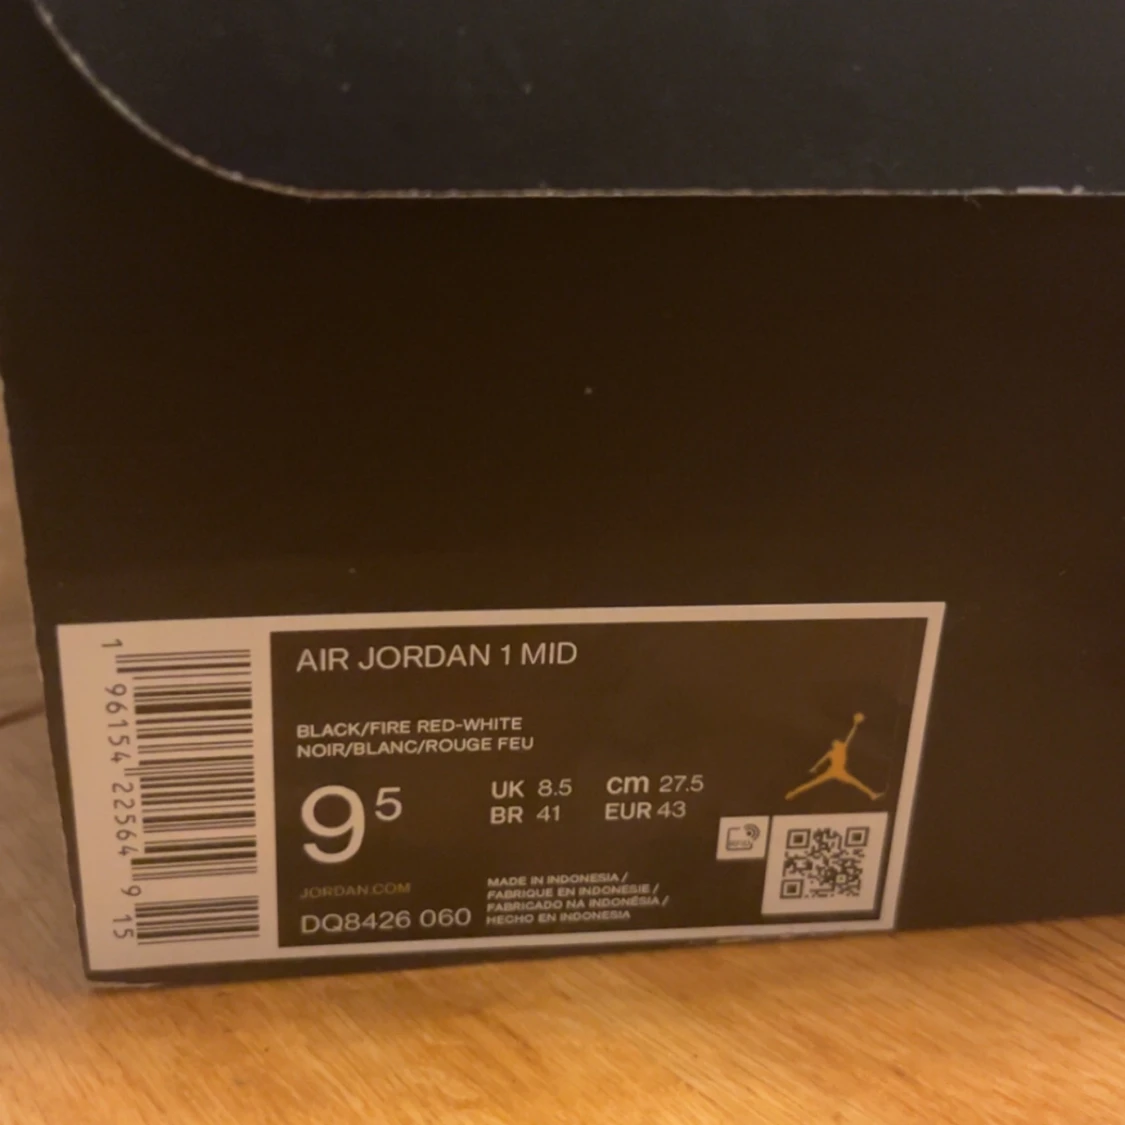 AIR JORDAN 1 MID
BLACK/FIRE RED-WHITE
NOIR/BLANC/ROUGE FEU
9 5
UK 8.5 cm 27.5
BR 41 EUR 43
JORDAN.COM
DQ8426 060
MADE IN INDONESIA /
FABRIQUE EN INDONESIE /
FABRICADO NA INDONÉSIA /
HECHO EN INDONESIA
1 96154 22564 9 15